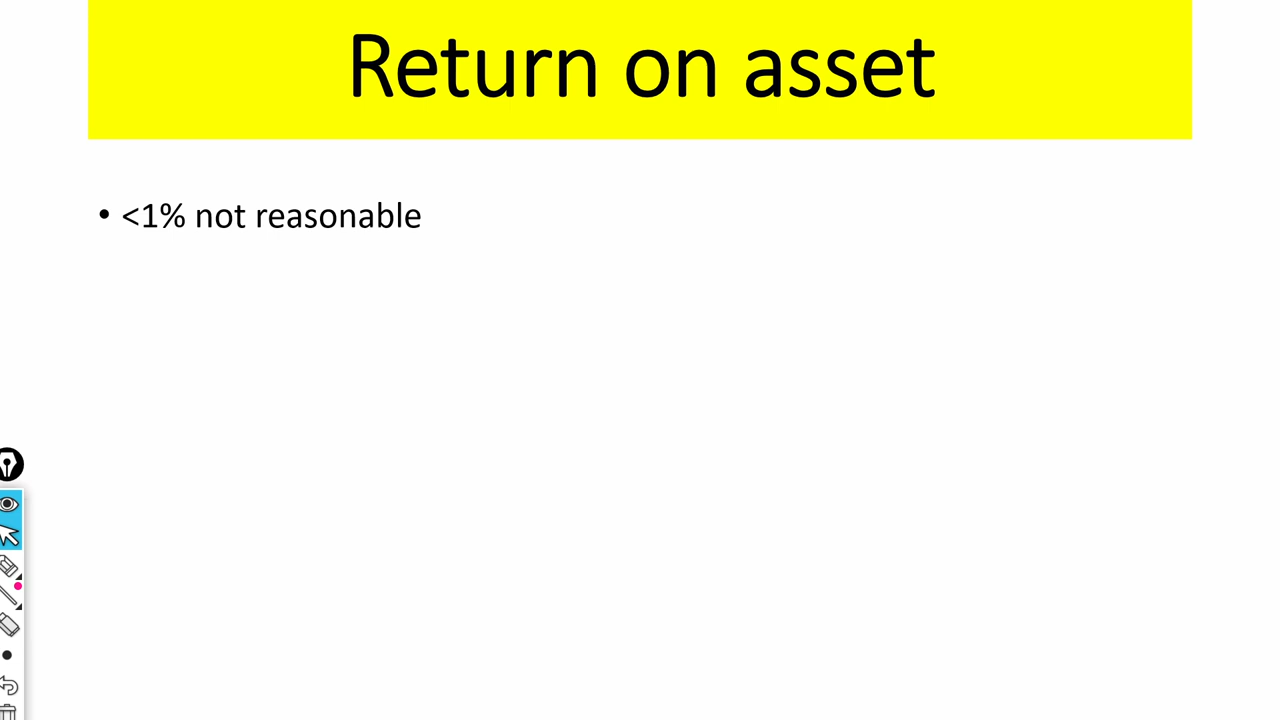 Return on asset
• <1% not reasonable